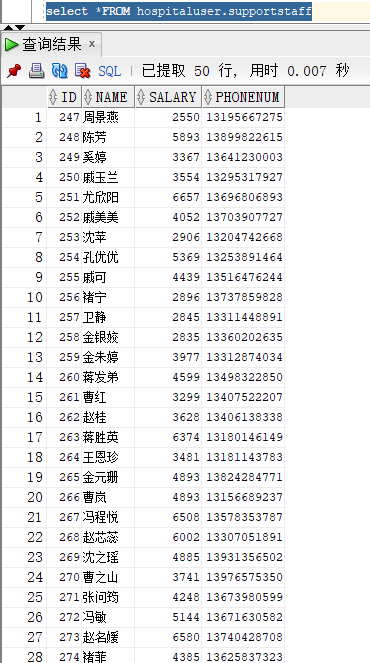 select *FROM hospitaluser.supportstaff
查询结果 x
SQL | 已提取 50 行, 用时 0.007 秒
ID NAME SALARY PHONENUM
1 247 周景燕 2550 13195667275
2 248 陈芳 5893 13899822615
3 249 奚婷 3367 13641230003
4 250 戚玉兰 3554 13295317927
5 251 尤欣阳 6657 13696806893
6 252 戚美美 4052 13703907727
7 253 沈苹 2906 13204742668
8 254 孔优优 5369 13253891464
9 255 戚可 4439 13516476244
10 256 褚宁 2896 13737859828
11 257 卫静 2845 13311448891
12 258 金银姣 2835 13360202635
13 259 金朱婷 3977 13312874034
14 260 蒋发弟 4599 13498322850
15 261 曹红 3299 13407522207
16 262 赵桂 3628 13406138338
17 263 蒋胜英 6374 13180146149
18 264 王恩珍 3481 13181143783
19 265 金元珊 4893 13824284771
20 266 曹岚 4893 13156689237
21 267 冯程悦 6508 13578353787
22 268 赵芯蕊 6002 13307051891
23 269 沈之瑶 4885 13931356502
24 270 曹之山 3741 13976575350
25 271 张问筠 4248 13673980599
26 272 冯敏 5144 13671630582
27 273 赵名媛 6580 13740428708
28 274 褚菲 4385 13625837323